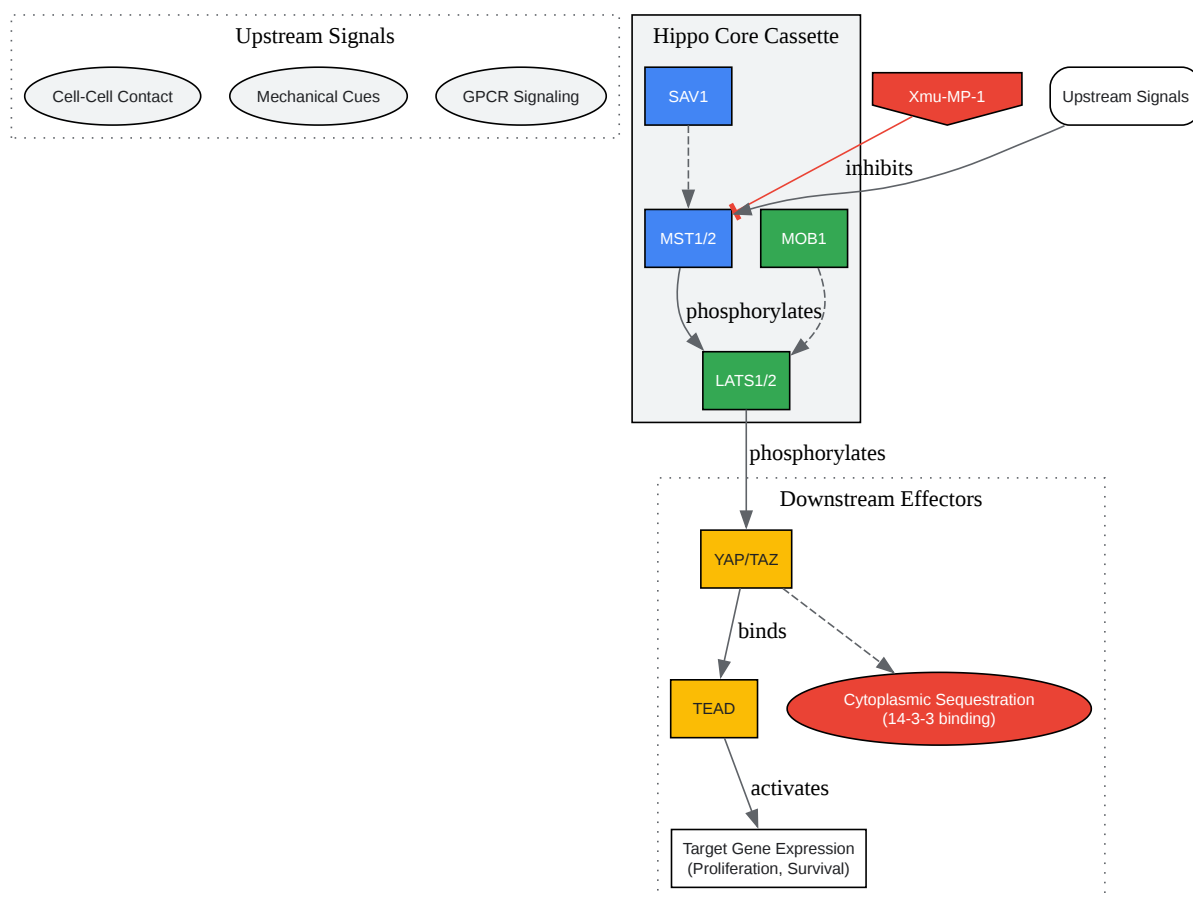 Upstream Signals
Hippo Core Cassette
Cell-Cell Contact
Mechanical Cues
GPCR Signaling
SAV1
Xmu-MP-1
Upstream Signals
inhibits
MST1/2
MOB1
phosphorylates
LATS1/2
phosphorylates
Downstream Effectors
YAP/TAZ
binds
TEAD
Cytoplasmic Sequestration
(14-3-3 binding)
activates
Target Gene Expression
(Proliferation, Survival)